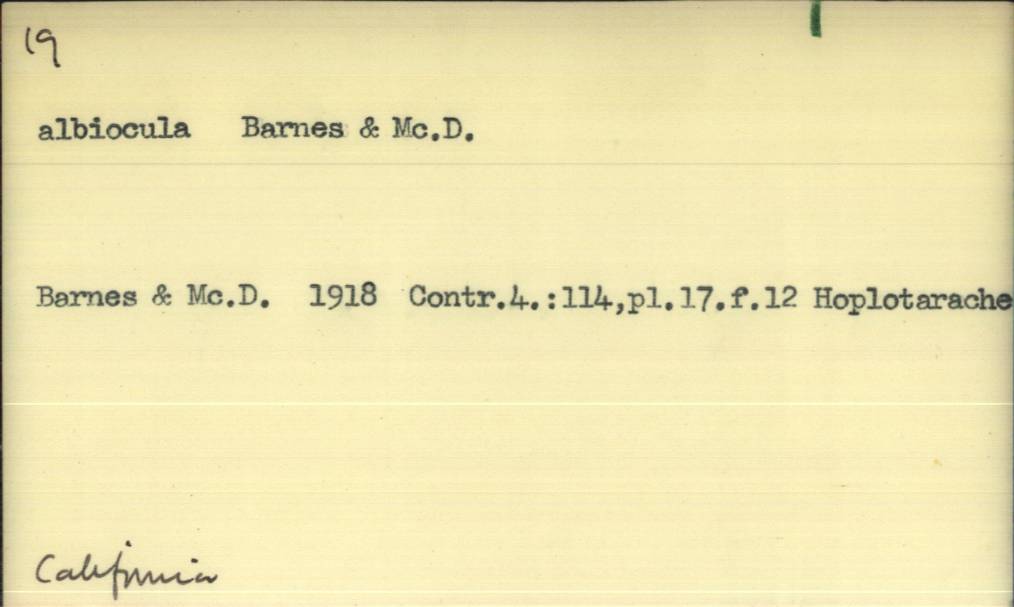 19
albiocula Barnes & Mc.D.
Barnes & Mc.D. 1918 Contr.4.:114,pl.17.f.12 Hoplotarache
California